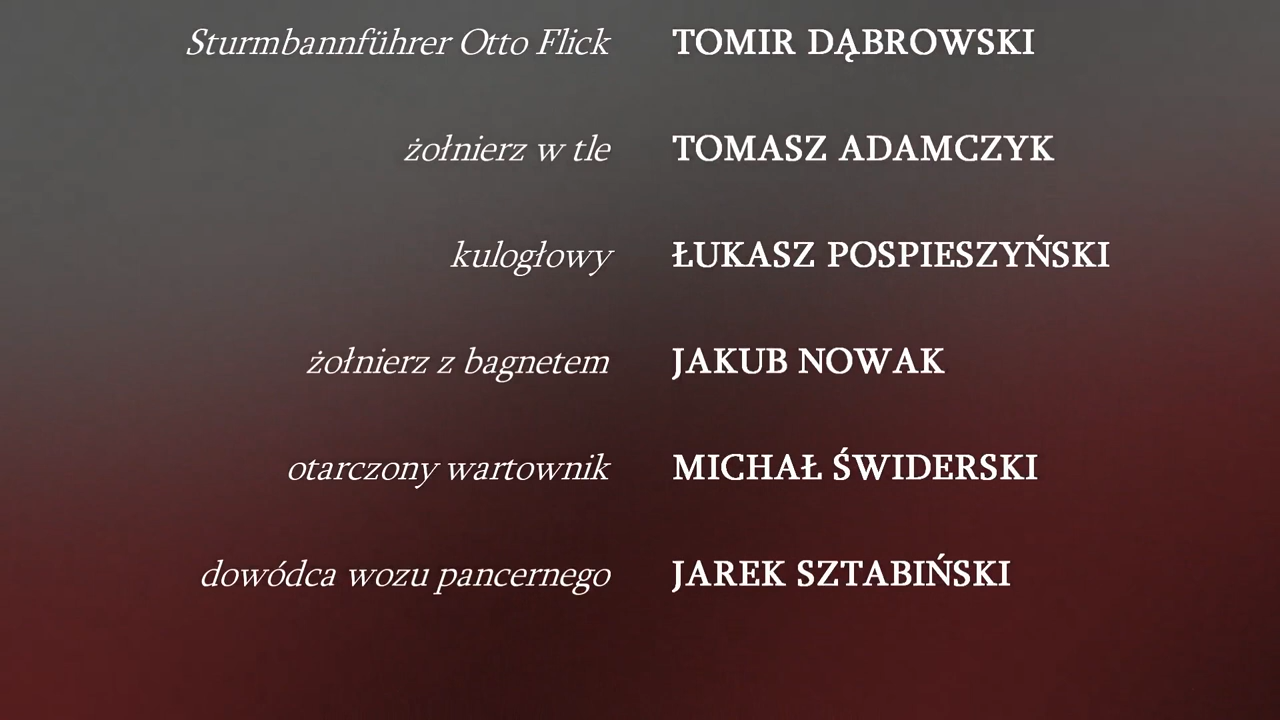 Sturmbannführer Otto Flick TOMIR DĄBROWSKI
żołnierz w tle TOMASZ ADAMCZYK
kulogłowy ŁUKASZ POSPIESZYŃSKI
żołnierz z bagnetem JAKUB NOWAK
otarczony wartownik MICHAŁ ŚWIDERSKI
dowódca wozu pancernego JAREK SZTABIŃSKI